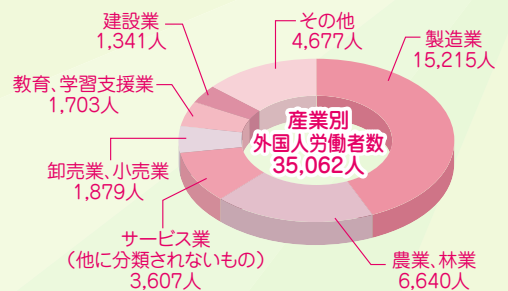 産業別
外国人労働者数
35,062人
製造業
15,215人
農業、林業
6,640人
サービス業
（他に分類されないもの）
3,607人
卸売業、小売業
1,879人
教育、学習支援業
1,703人
建設業
1,341人
その他
4,677人